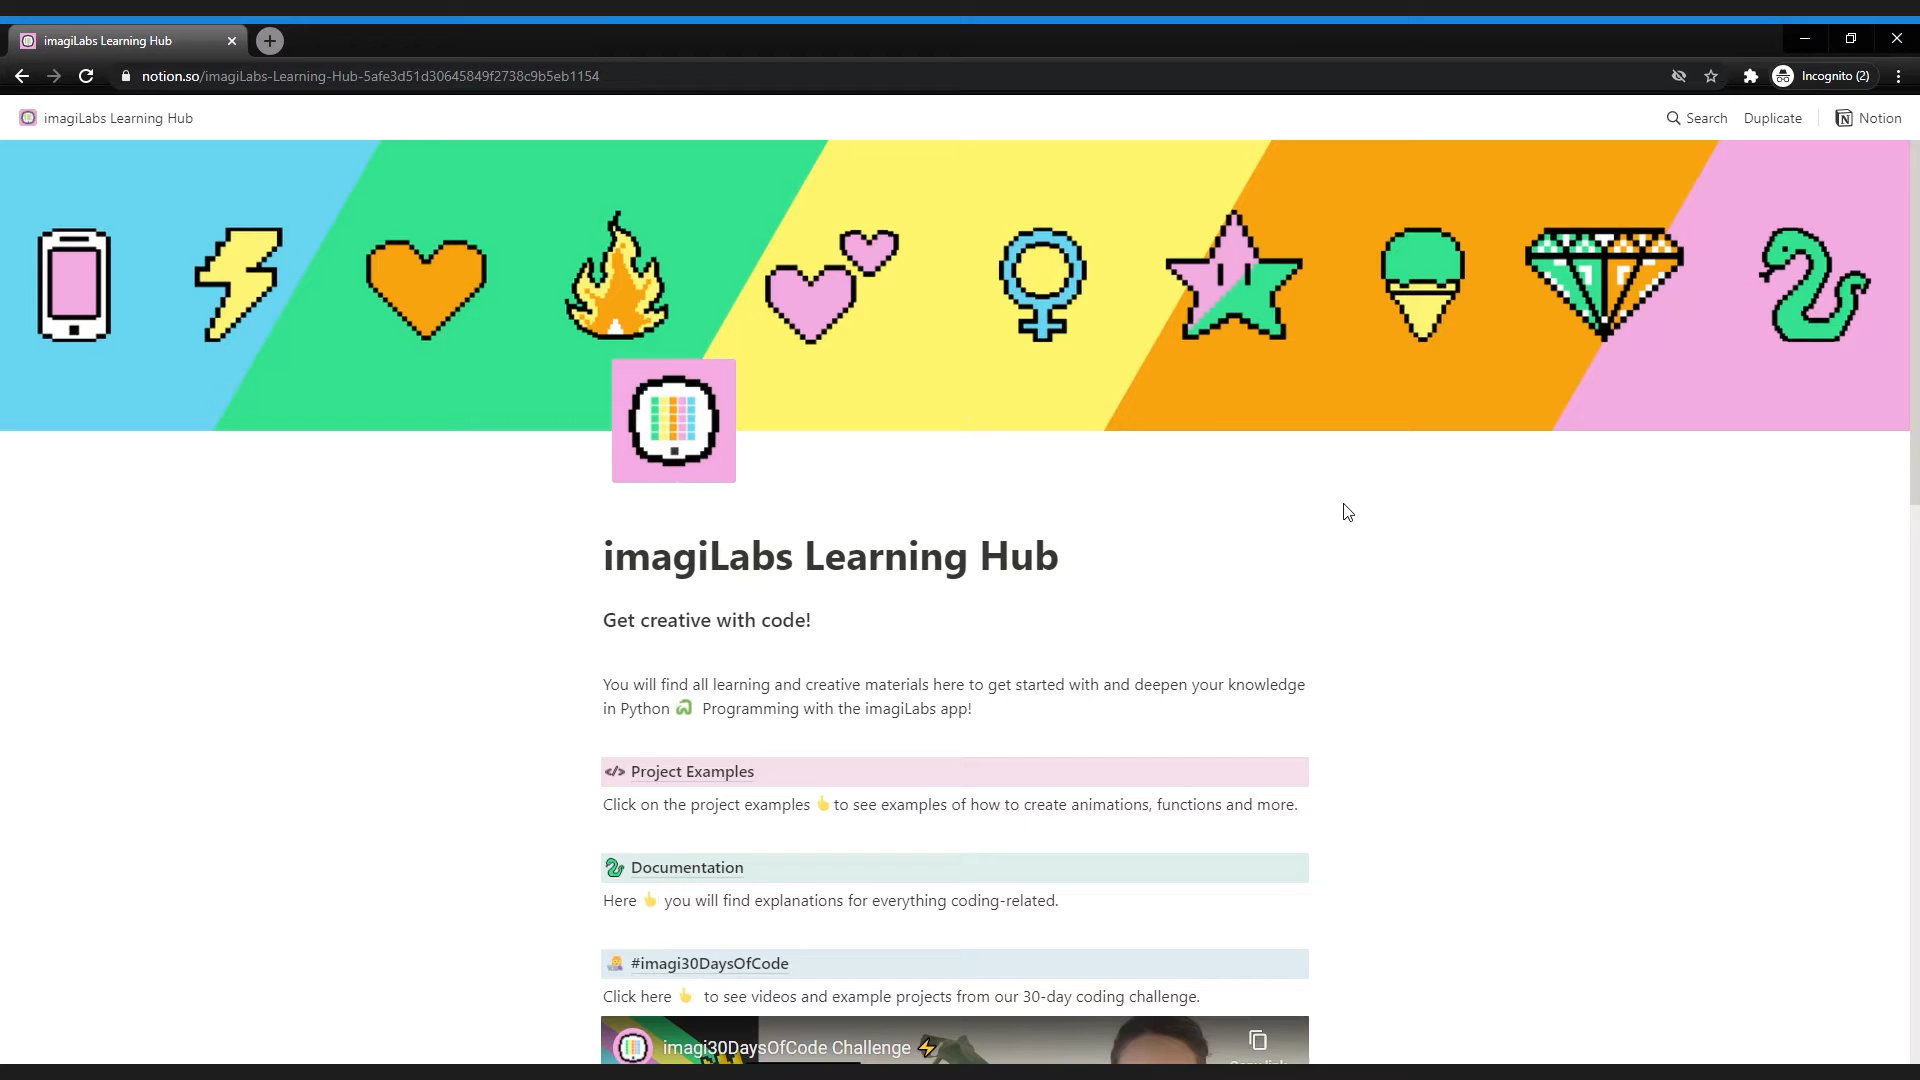 imagiLabs Learning Hub
notion.so/imagiLabs-Learning-Hub-5afe3d51d30645849f2738c9b5eb1154
Incognito (2)
imagiLabs Learning Hub
Search
Duplicate
Notion
imagiLabs Learning Hub
Get creative with code!
You will find all learning and creative materials here to get started with and deepen your knowledge
in Python 🐍 Programming with the imagiLabs app!
</> Project Examples
Click on the project examples 👆 to see examples of how to create animations, functions and more.
Documentation
Here 👆 you will find explanations for everything coding-related.
#imagi30DaysOfCode
Click here 👆 to see videos and example projects from our 30-day coding challenge.
imagi30DaysOfCode Challenge ⚡